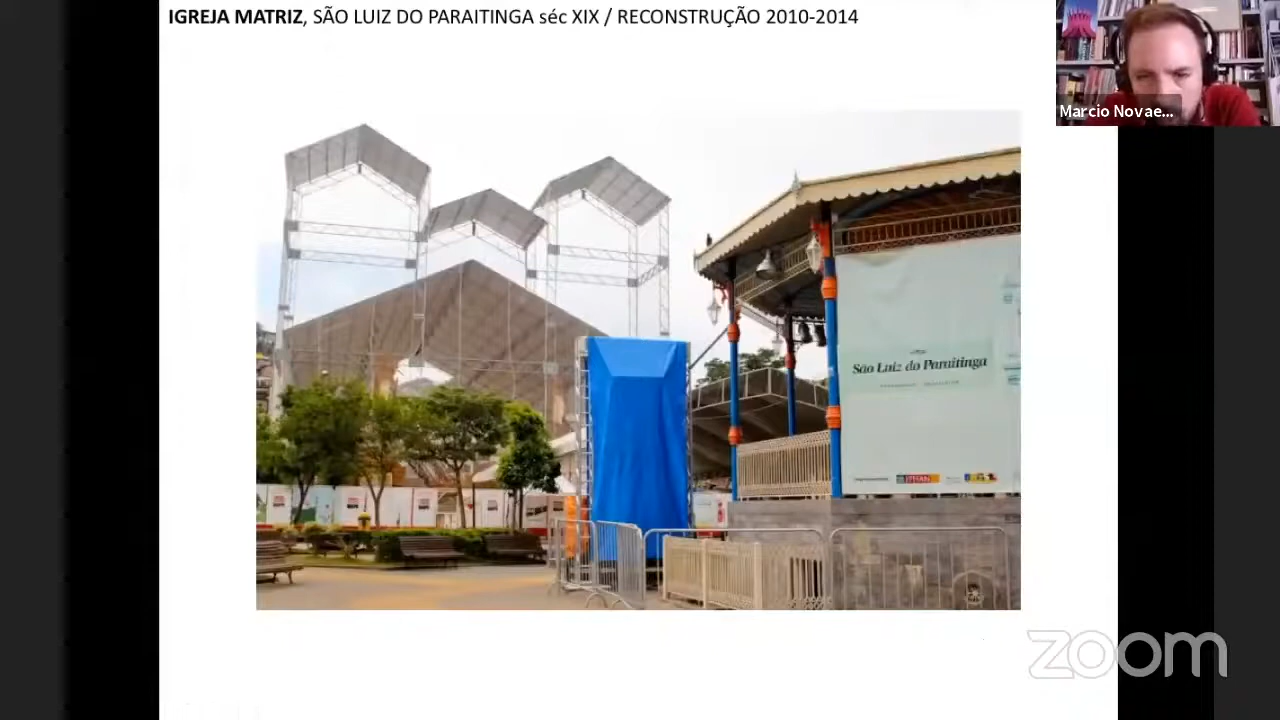 IGREJA MATRIZ, SÃO LUIZ DO PARAITINGA séc XIX / RECONSTRUÇÃO 2010-2014
Marcio Novae...
São Luiz do Paraitinga
IPHAN
zoom